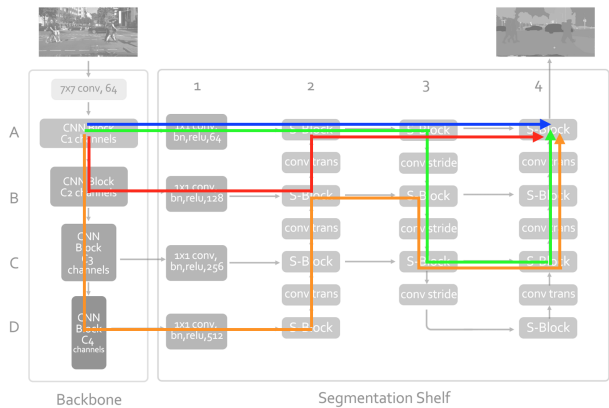 7x7 conv, 64
1 2 3 4
A
CNN Block
C1 channels
1x1 conv,
bn,relu,64
S-Block S-Block S-Block
conv trans conv stride conv trans
B
CNN Block
C2 channels
1x1 conv,
bn,relu,128
S-Block S-Block S-Block
conv trans conv stride conv trans
C
CNN
Block
C3
channels
1x1 conv,
bn,relu,256
S-Block S-Block S-Block
conv trans conv stride conv trans
D
CNN
Block
C4
channels
1x1 conv,
bn,relu,512
S-Block S-Block
Backbone Segmentation Shelf